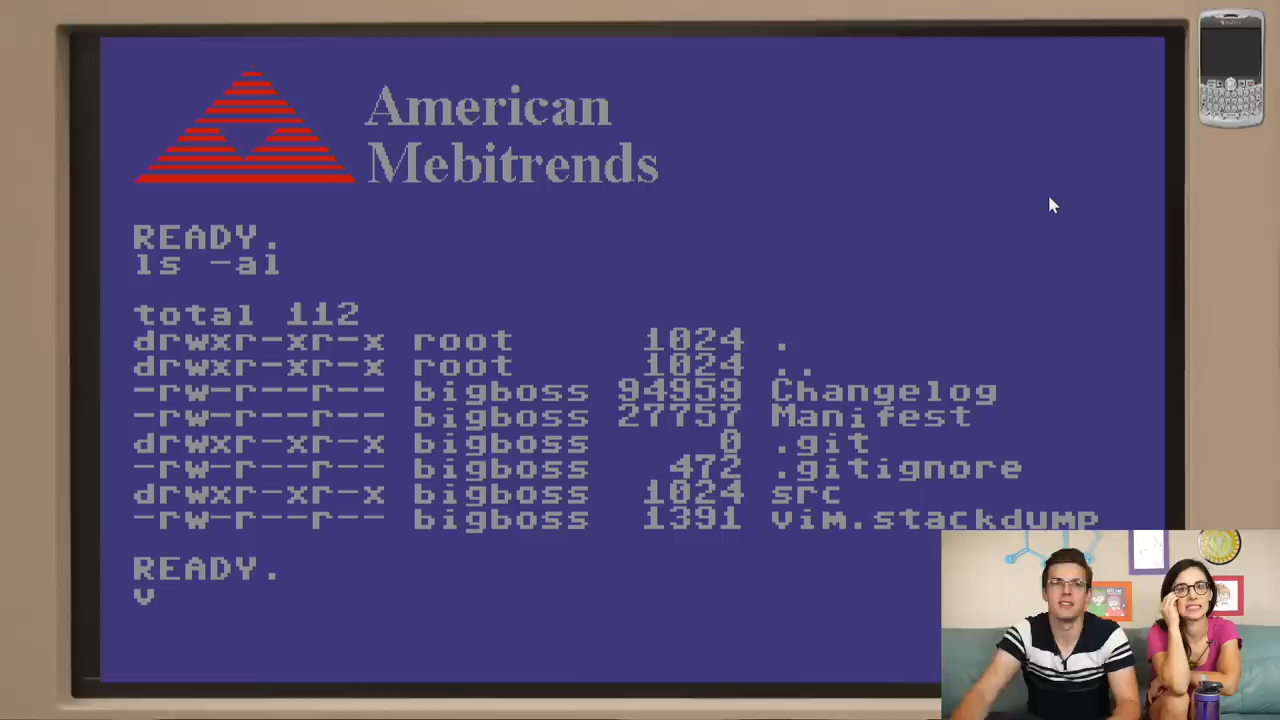 American
Mebitrends
READY.
ls -al
total 112
drwxr-xr-x root 1024 .
drwxr-xr-x root 1024 ..
-rw-r--r-- bigboss 94959 Changelog
-rw-r--r-- bigboss 27757 Manifest
drwxr-xr-x bigboss 0 .git
-rw-r--r-- bigboss 472 .gitignore
drwxr-xr-x bigboss 1024 src
-rw-r--r-- bigboss 1391 vim.stackdump
READY.
v